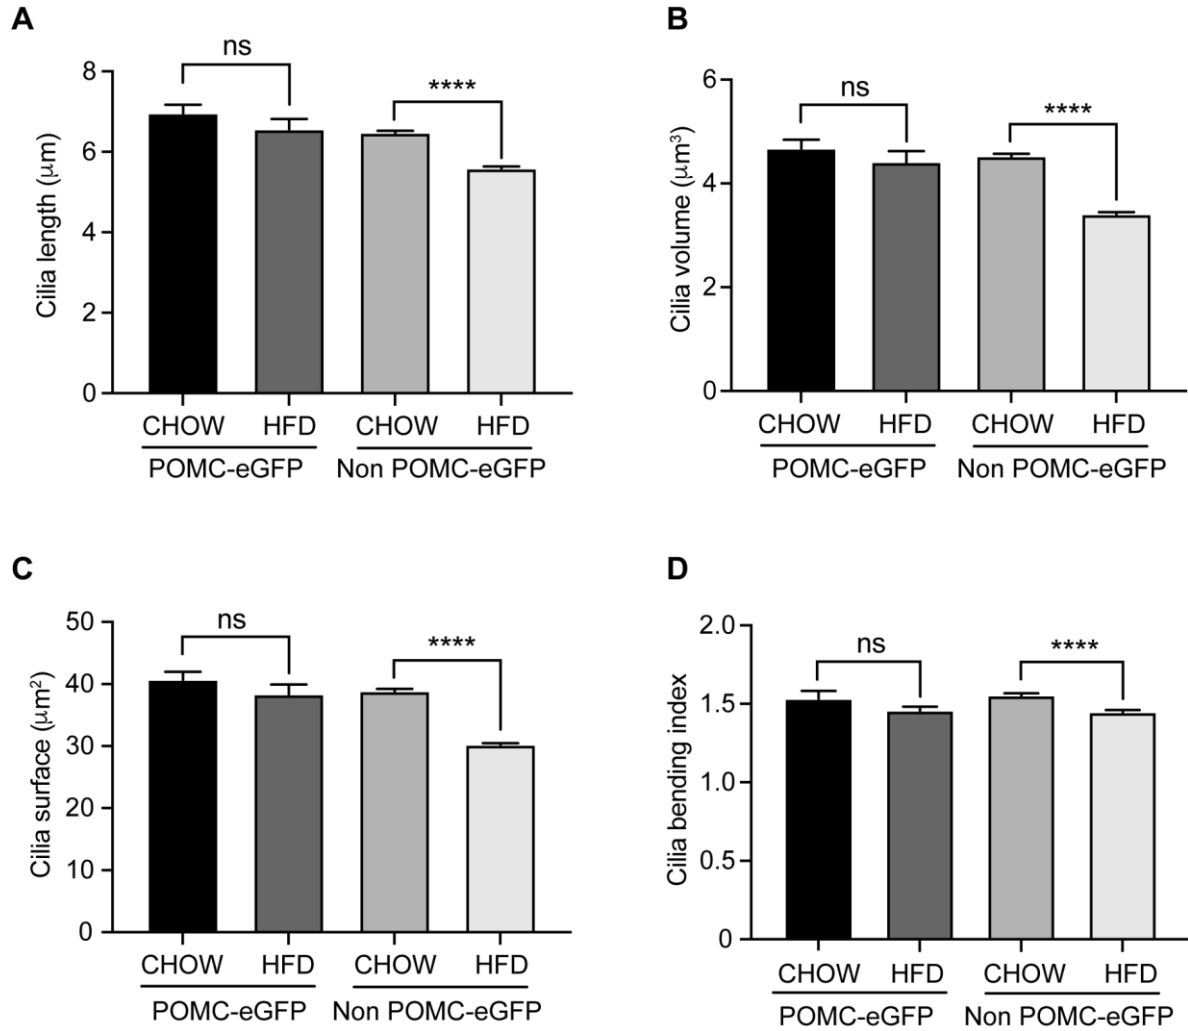 A
ns
****
8
6
4
2
0
Cilia length (μm)
CHOW HFD CHOW HFD
POMC-eGFP Non POMC-eGFP
B
ns
****
6
4
2
0
Cilia volume (μm³)
CHOW HFD CHOW HFD
POMC-eGFP Non POMC-eGFP
C
ns
****
50
40
30
20
10
0
Cilia surface (μm²)
CHOW HFD CHOW HFD
POMC-eGFP Non POMC-eGFP
D
ns
****
2.0
1.5
1.0
0.5
0
Cilia bending index
CHOW HFD CHOW HFD
POMC-eGFP Non POMC-eGFP